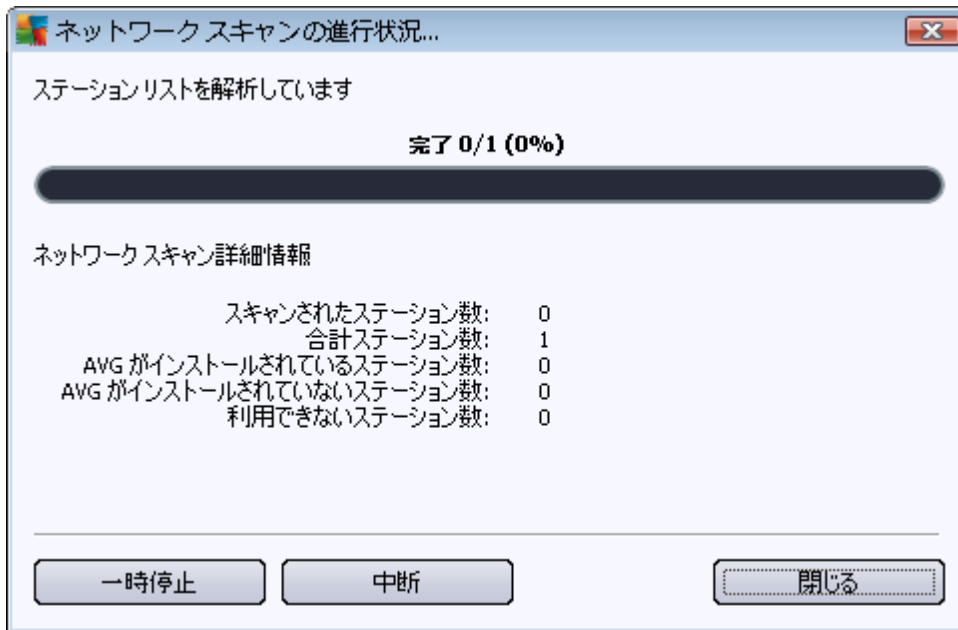 ネットワーク スキャンの進行状況...
ステーション リストを解析しています
完了 0/1 (0%)
ネットワーク スキャン詳細情報
スキャンされたステーション数: 0
合計ステーション数: 1
AVG がインストールされているステーション数: 0
AVG がインストールされていないステーション数: 0
利用できないステーション数: 0
一時停止 中断 閉じる